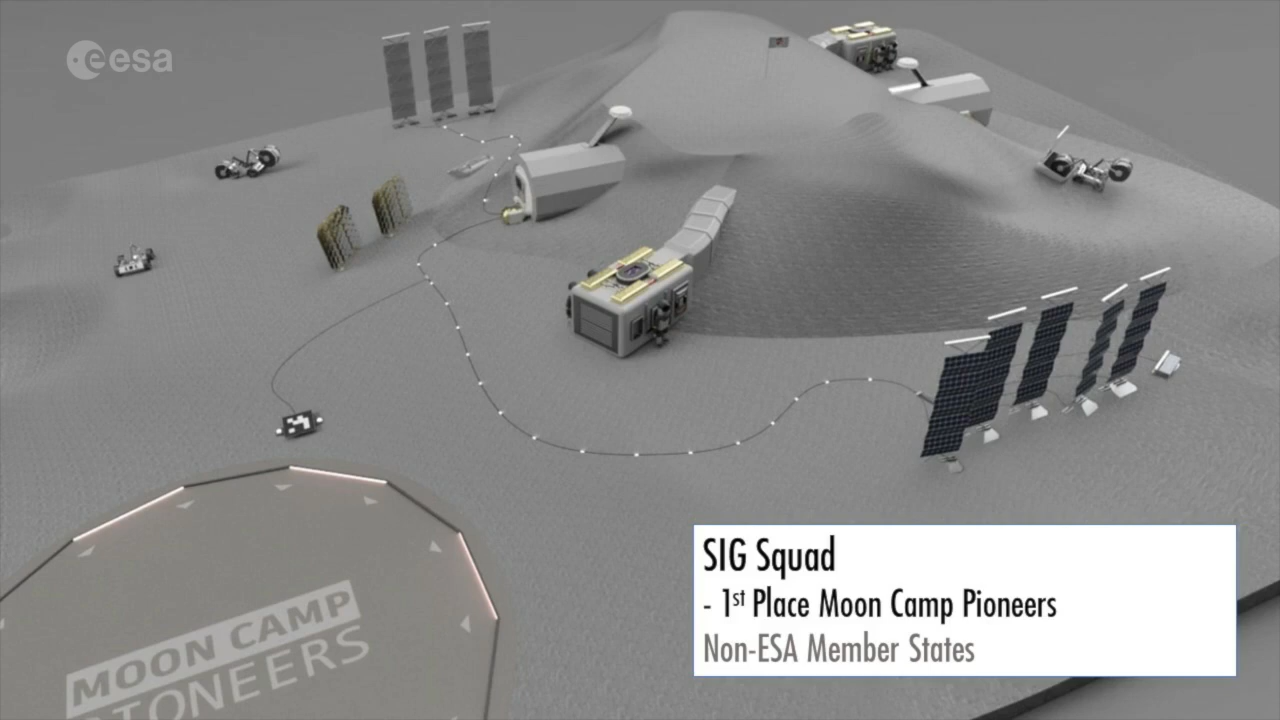 esa
SIG Squad
- 1st Place Moon Camp Pioneers
Non-ESA Member States
MOON CAMP
PIONEERS